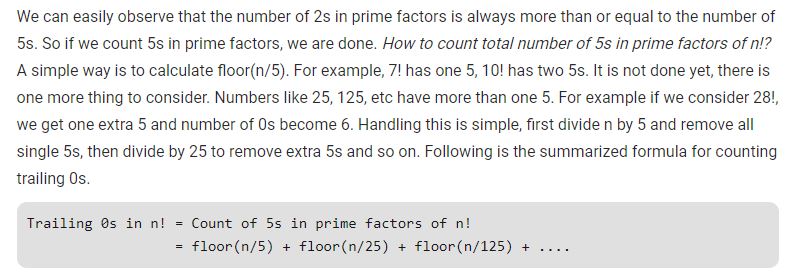 We can easily observe that the number of 2s in prime factors is always more than or equal to the number of
5s. So if we count 5s in prime factors, we are done. How to count total number of 5s in prime factors of n!?
A simple way is to calculate floor(n/5). For example, 7! has one 5, 10! has two 5s. It is not done yet, there is
one more thing to consider. Numbers like 25, 125, etc have more than one 5. For example if we consider 28!,
we get one extra 5 and number of 0s become 6. Handling this is simple, first divide n by 5 and remove all
single 5s, then divide by 25 to remove extra 5s and so on. Following is the summarized formula for counting
trailing 0s.
Trailing 0s in n! = Count of 5s in prime factors of n!
= floor(n/5) + floor(n/25) + floor(n/125) + ....